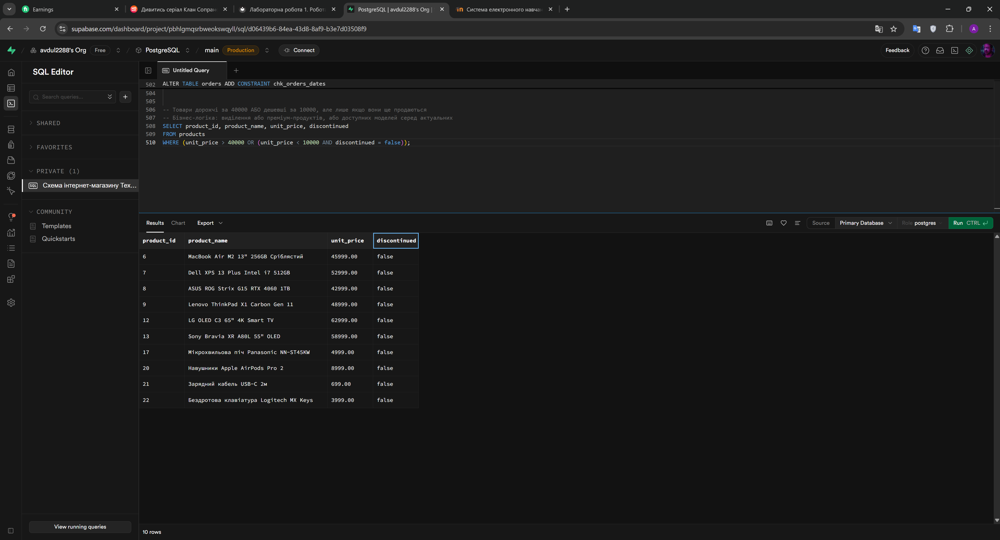 Earnings
Дивитись серіал Клан Сопран
Лабораторна робота 1. Робот
PostgreSQL | avdul2288's Org |
Система електронного навчан
supabase.com/dashboard/project/pbhlgmqsrbweokswqyll/sql/d06439b6-84ea-43d8-8af9-b3e7d03508f9
A
/ avdul2288's Org Free / PostgreSQL / main Production Connect
Feedback
SQL Editor
Untitled Query
Search queries...
SHARED
FAVORITES
PRIVATE (1)
SQL Схема інтернет-магазину Тех...
COMMUNITY
Templates
Quickstarts
View running queries
502 ALTER TABLE orders ADD CONSTRAINT chk_orders_dates
504
505
506 -- Товари дорожчі за 40000 АБО дешевші за 10000, але лише якщо вони ще продаються
507 -- Бізнес-логіка: виділення або преміум-продуктів, або доступних моделей серед актуальних
508 SELECT product_id, product_name, unit_price, discontinued
509 FROM products
510 WHERE (unit_price > 40000 OR (unit_price < 10000 AND discontinued = false));
Results Chart Export
Source Primary Database Role postgres Run CTRL
product_id product_name unit_price discontinued
6 MacBook Air M2 13" 256GB Сріблястий 45999.00 false
7 Dell XPS 13 Plus Intel i7 512GB 52999.00 false
8 ASUS ROG Strix G15 RTX 4060 1TB 42999.00 false
9 Lenovo ThinkPad X1 Carbon Gen 11 48999.00 false
12 LG OLED C3 65" 4K Smart TV 62999.00 false
13 Sony Bravia XR A80L 55" OLED 58999.00 false
17 Мікрохвильова піч Panasonic NN-ST45KW 4999.00 false
20 Навушники Apple AirPods Pro 2 8999.00 false
21 Зарядний кабель USB-C 2м 699.00 false
22 Бездротова клавіатура Logitech MX Keys 3999.00 false
10 rows